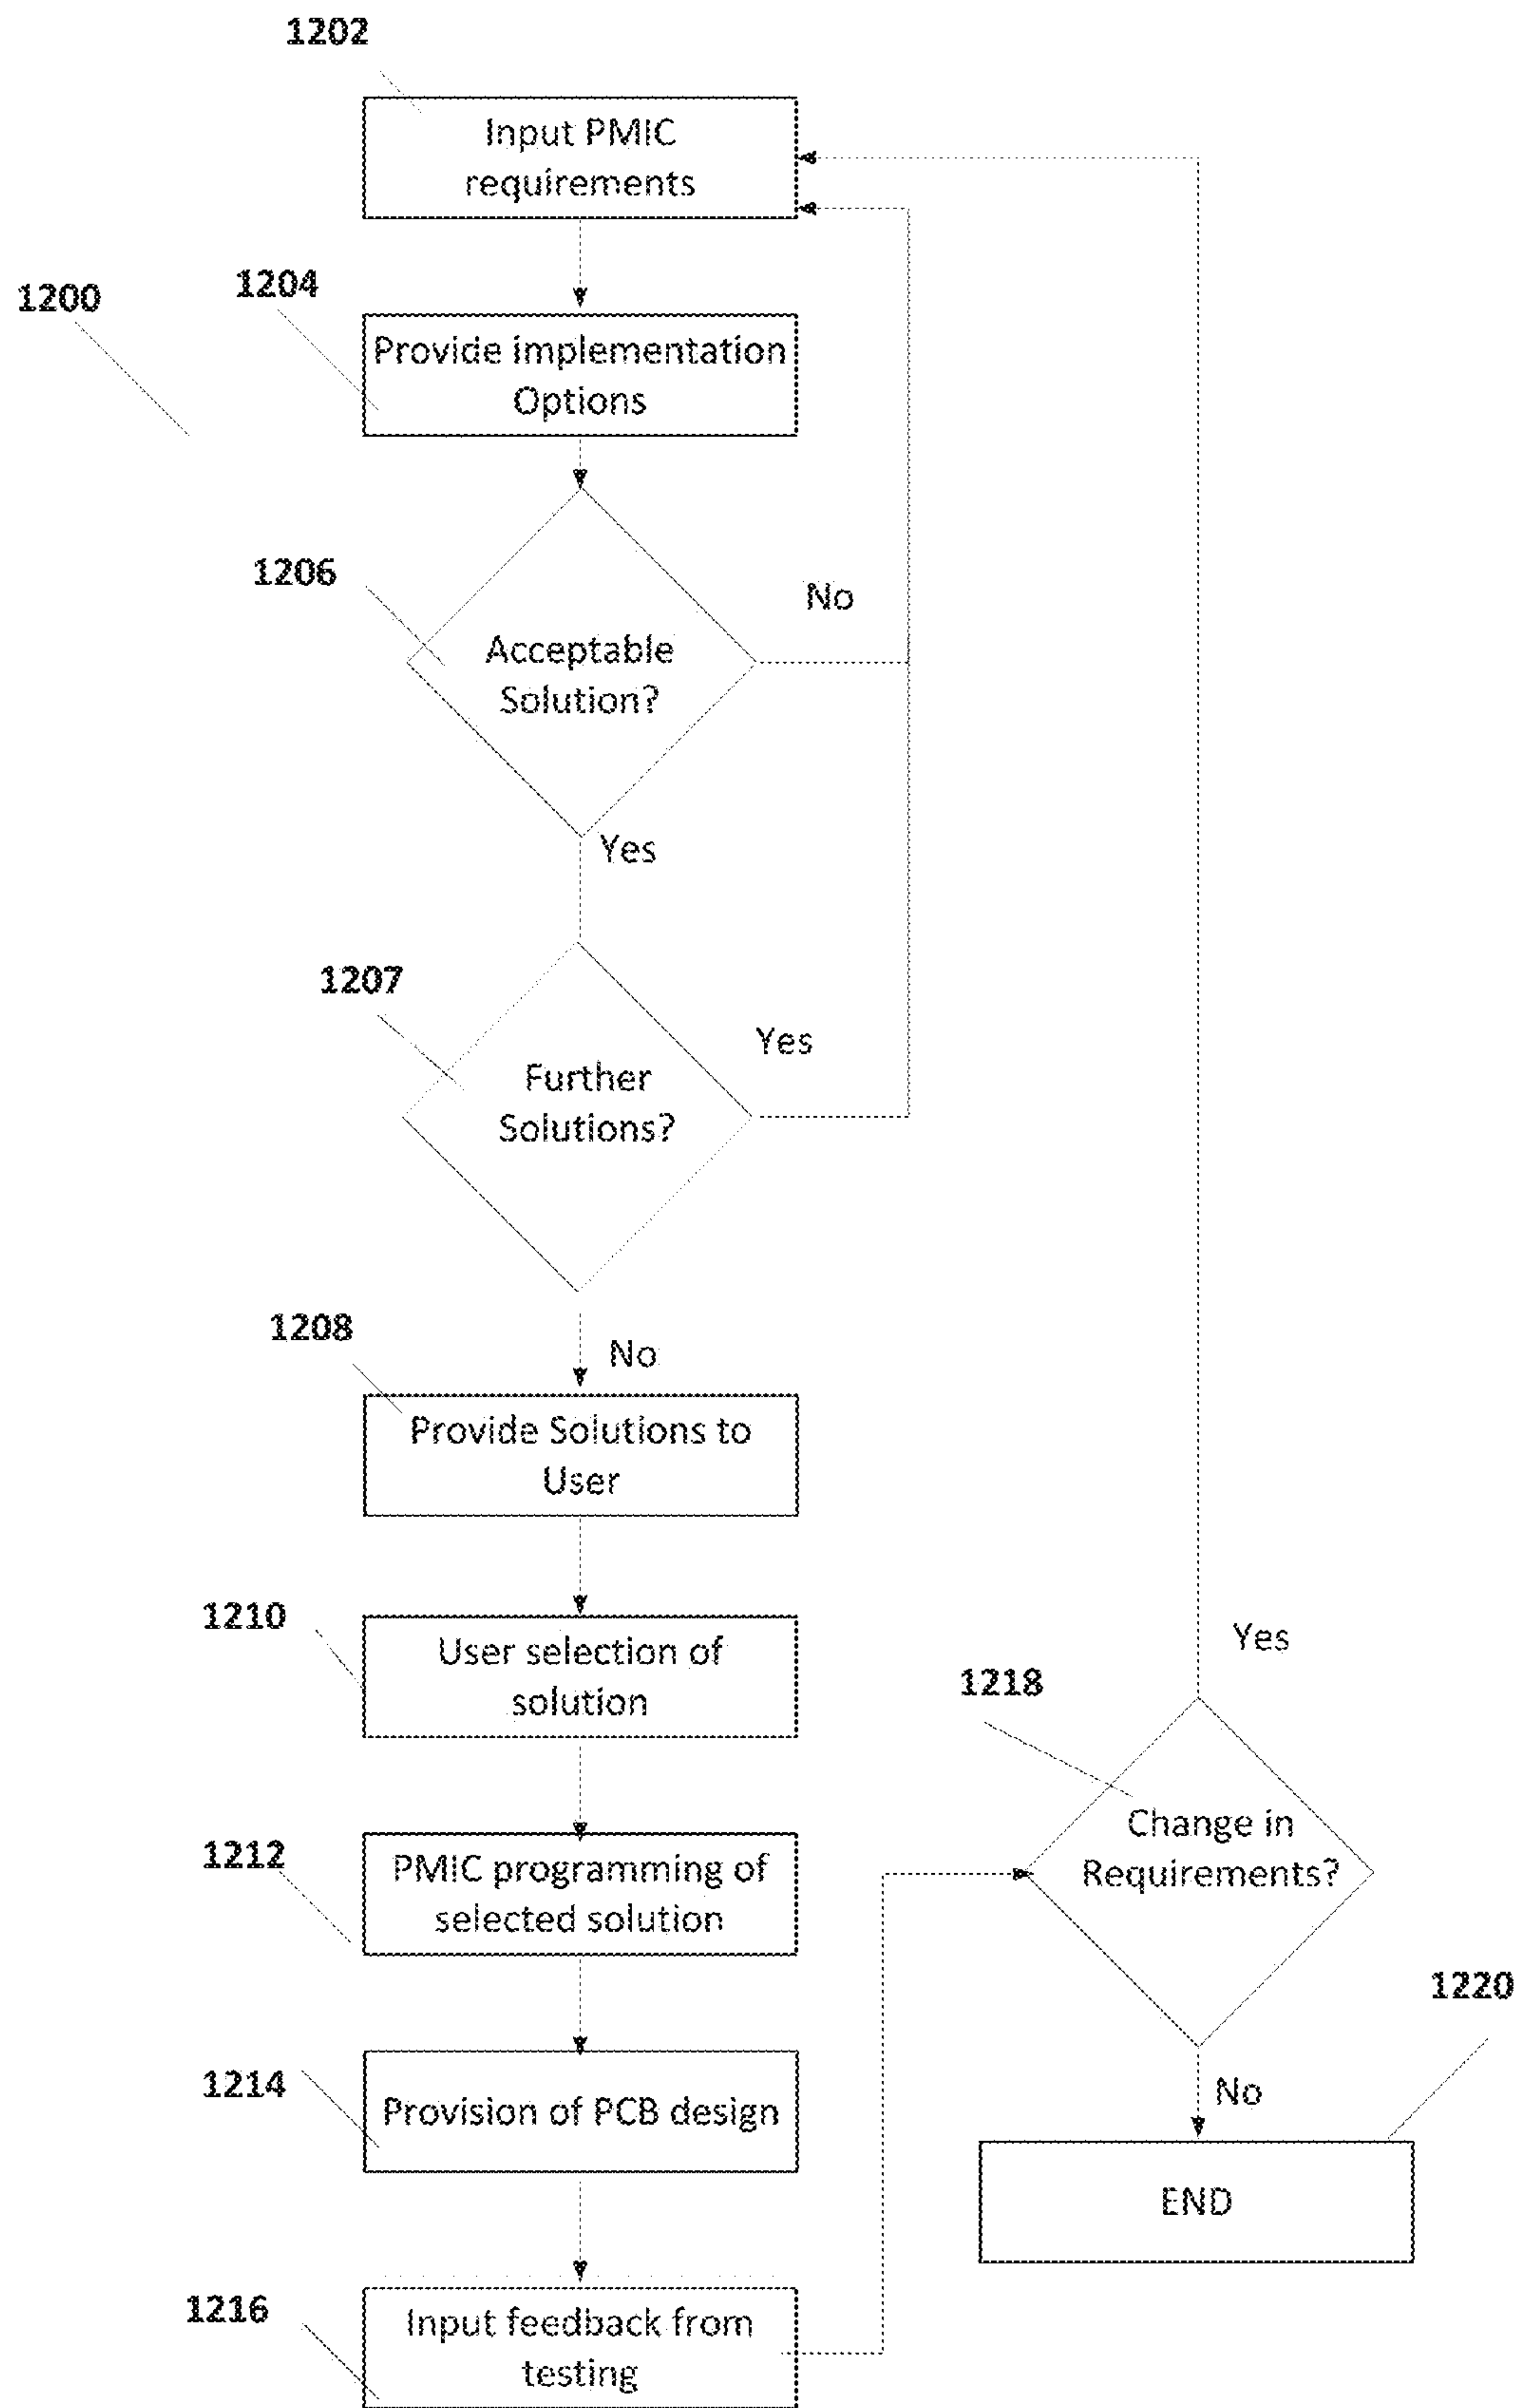 1202
Input PMIC
requirements
1200
1204
Provide implementation
Options
1206
Acceptable
Solution?
No
Yes
1207
Further
Solutions?
Yes
No
1208
Provide Solutions to
User
1210
User selection of
solution
1212
PMIC programming of
selected solution
1214
Provision of PCB design
1216
Input feedback from
testing
1218
Change in
Requirements?
Yes
No
1220
END